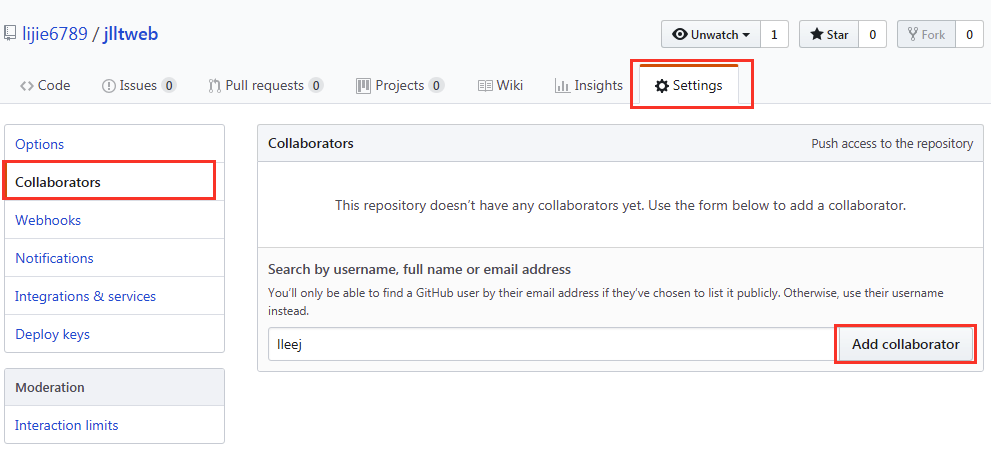 lijie6789 / jlltweb
Unwatch 1 Star 0 Fork 0
Code Issues 0 Pull requests 0 Projects 0 Wiki Insights Settings
Options
Collaborators
Webhooks
Notifications
Integrations & services
Deploy keys
Moderation
Interaction limits
Collaborators Push access to the repository
This repository doesn't have any collaborators yet. Use the form below to add a collaborator.
Search by username, full name or email address
You'll only be able to find a GitHub user by their email address if they've chosen to list it publicly. Otherwise, use their username
instead.
lleej Add collaborator